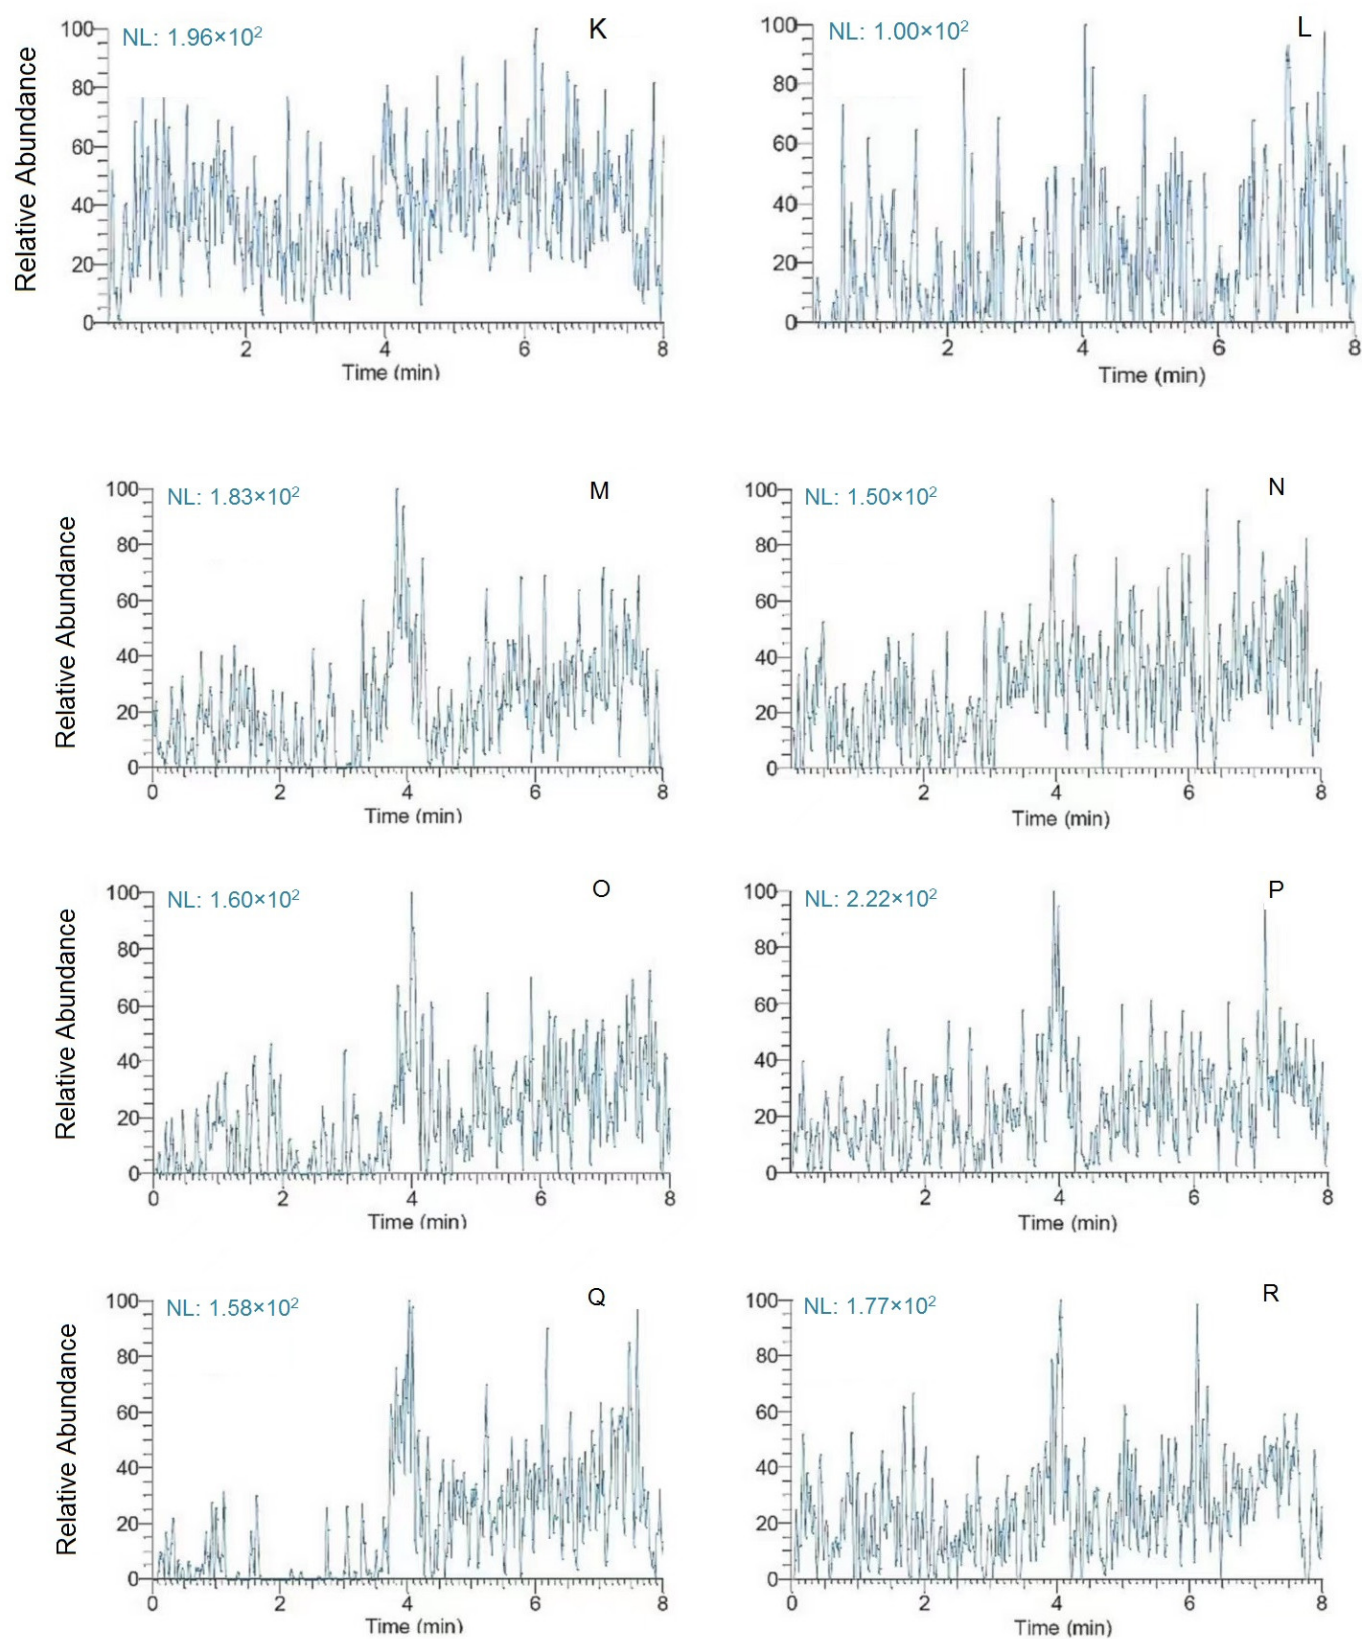 NL: 1.96×10² K
Relative Abundance
100
80
60
40
20
0
2 4 6 8
Time (min)
NL: 1.00×10² L
100
80
60
40
20
0
2 4 6 8
Time (min)
NL: 1.83×10² M
Relative Abundance
100
80
60
40
20
0
0 2 4 6 8
Time (min)
NL: 1.50×10² N
100
80
60
40
20
0
2 4 6 8
Time (min)
NL: 1.60×10² O
Relative Abundance
100
80
60
40
20
0
0 2 4 6 8
Time (min)
NL: 2.22×10² P
100
80
60
40
20
0
2 4 6 8
Time (min)
NL: 1.58×10² Q
Relative Abundance
100
80
60
40
20
0
0 2 4 6 8
Time (min)
NL: 1.77×10² R
100
80
60
40
20
0
0 2 4 6 8
Time (min)